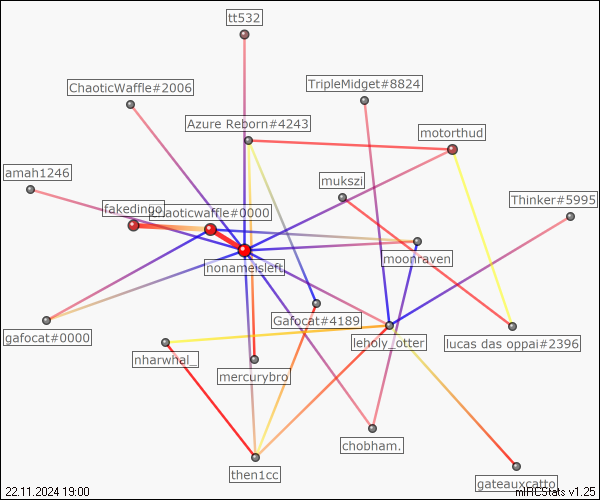 tt532
ChaoticWaffle#2006
TripleMidget#8824
Azure Reborn#4243
motorthud
amah1246
mukszi
Thinker#5995
fakedingo
chaoticwaffle#0000
moonraven
nonameisleft
Gafocat#4189
gafocat#0000
leholy_otter
lucas das oppai#2396
nharwhal_
mercurybro
chobham.
then1cc
gateauxcatto
22.11.2024 19:00
mIRCStats v1.25